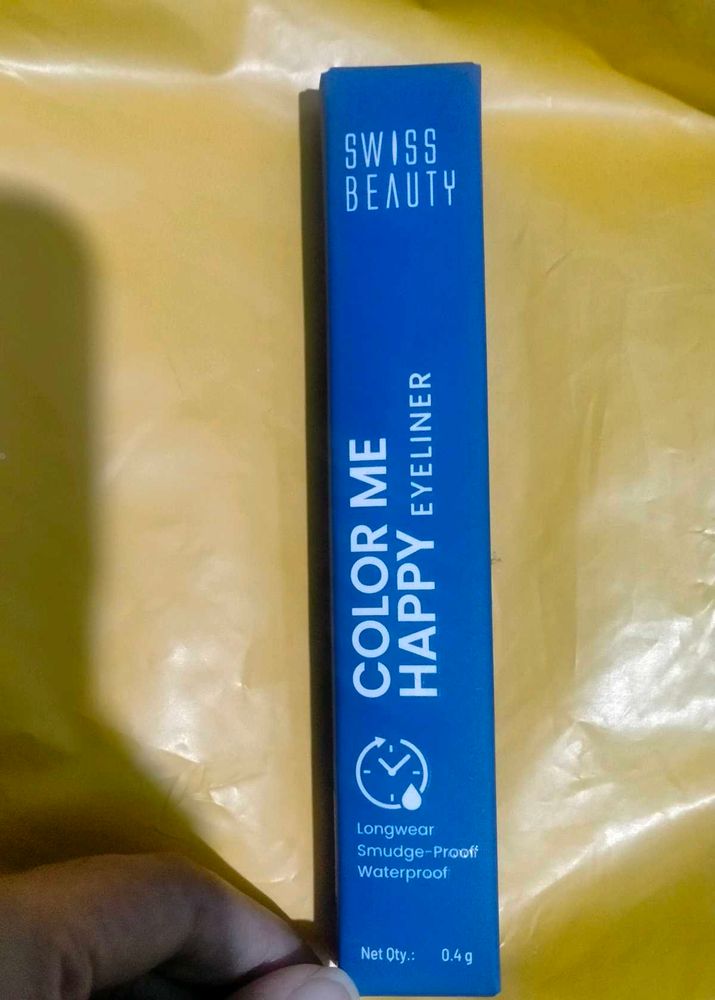 SWISS
BEAUTY
COLOR ME
HAPPY EYELINER
Longwear
Smudge-Proof
Waterproof
Net Qty.: 0.4 g